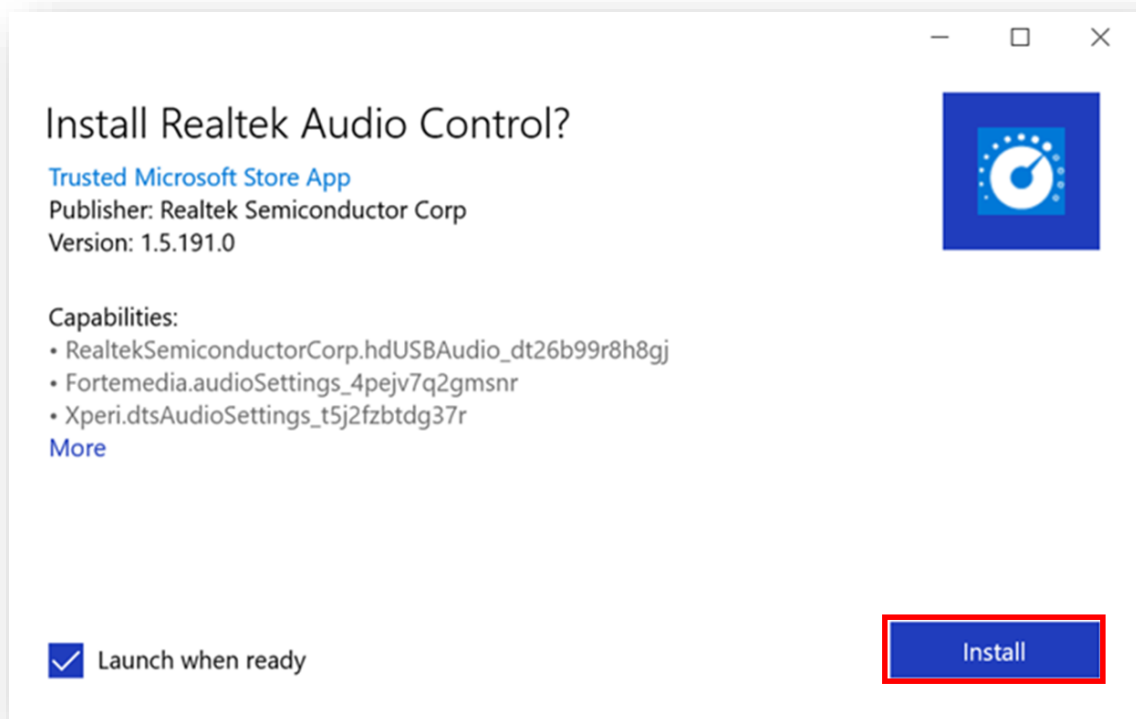 Install Realtek Audio Control?
Trusted Microsoft Store App
Publisher: Realtek Semiconductor Corp
Version: 1.5.191.0
Capabilities:
• RealtekSemiconductorCorp.hdUSBAudio_dt26b99r8h8gj
• Fortemedia.audioSettings_4pejv7q2gmsnr
• Xperi.dtsAudioSettings_t5j2fzbtdg37r
More
Launch when ready
Install